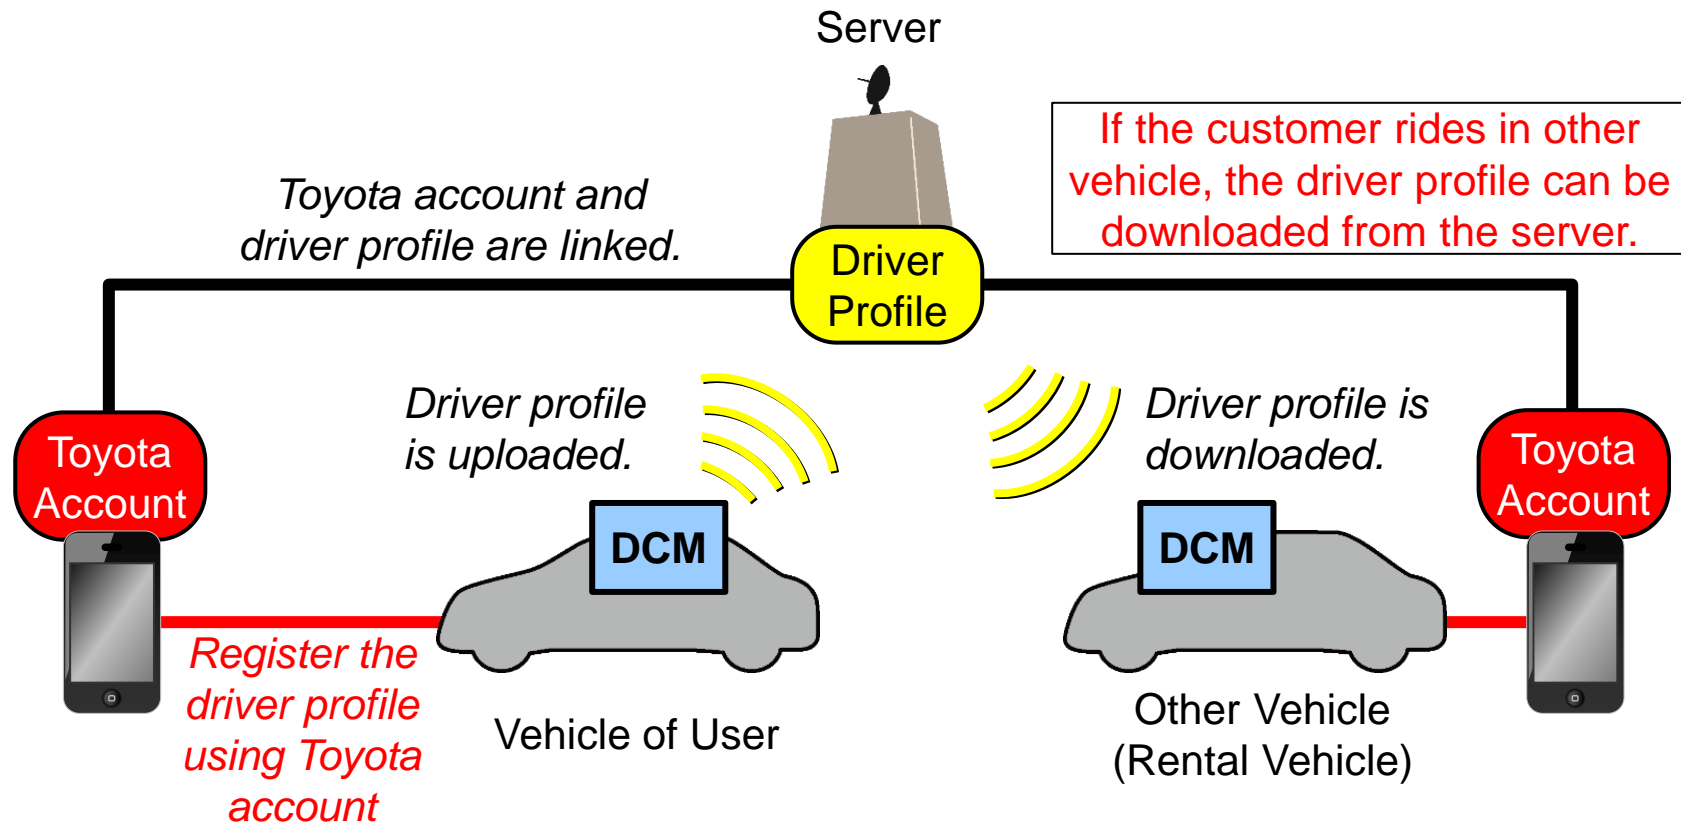 Server
If the customer rides in other
vehicle, the driver profile can be
downloaded from the server.
Toyota account and
driver profile are linked.
Driver
Profile
Driver profile
is uploaded.
Driver profile is
downloaded.
Toyota
Account
Toyota
Account
DCM
DCM
Register the
driver profile
using Toyota
account
Vehicle of User
Other Vehicle
(Rental Vehicle)